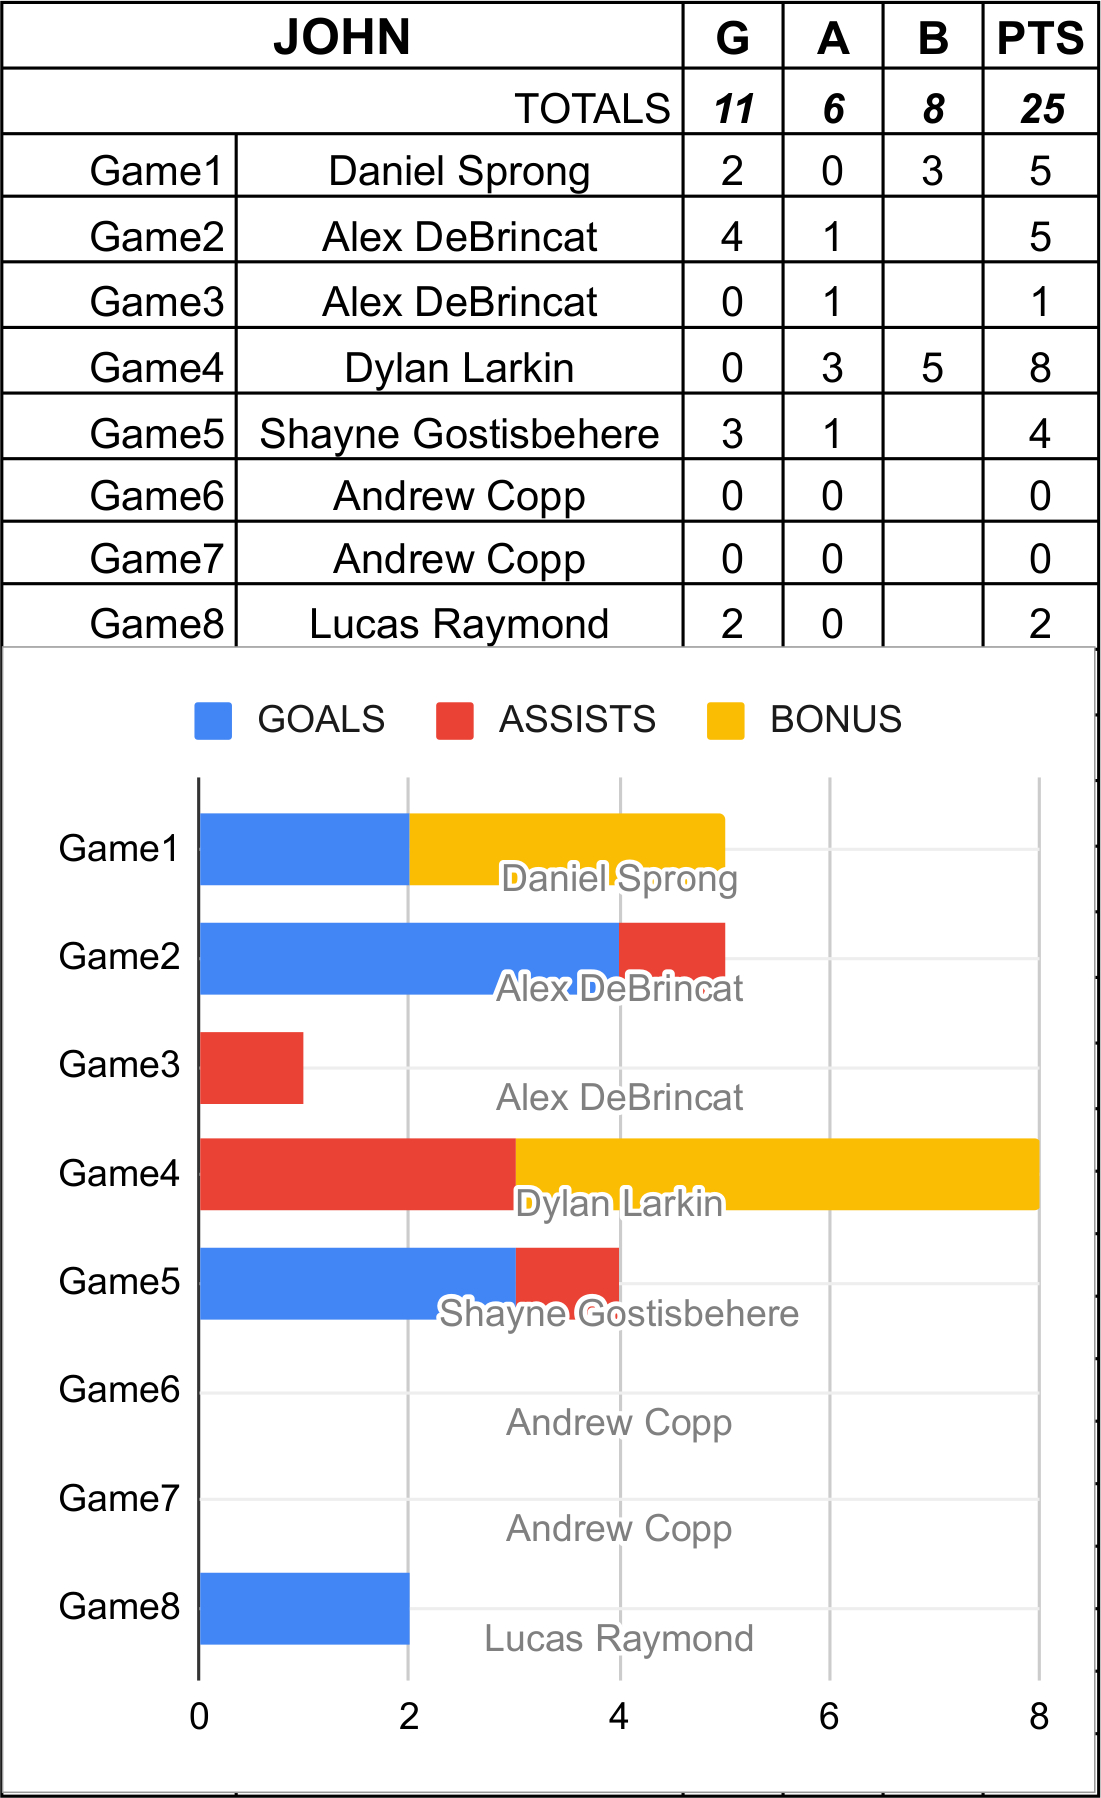 JOHN G A B PTS
TOTALS 11 6 8 25
Game1 Daniel Sprong 2 0 3 5
Game2 Alex DeBrincat 4 1 5
Game3 Alex DeBrincat 0 1 1
Game4 Dylan Larkin 0 3 5 8
Game5 Shayne Gostisbehere 3 1 4
Game6 Andrew Copp 0 0 0
Game7 Andrew Copp 0 0 0
Game8 Lucas Raymond 2 0 2
GOALS ASSISTS BONUS
Game1
Daniel Sprong
Game2
Alex DeBrincat
Game3
Alex DeBrincat
Game4
Dylan Larkin
Game5
Shayne Gostisbehere
Game6
Andrew Copp
Game7
Andrew Copp
Game8
Lucas Raymond
0 2 4 6 8